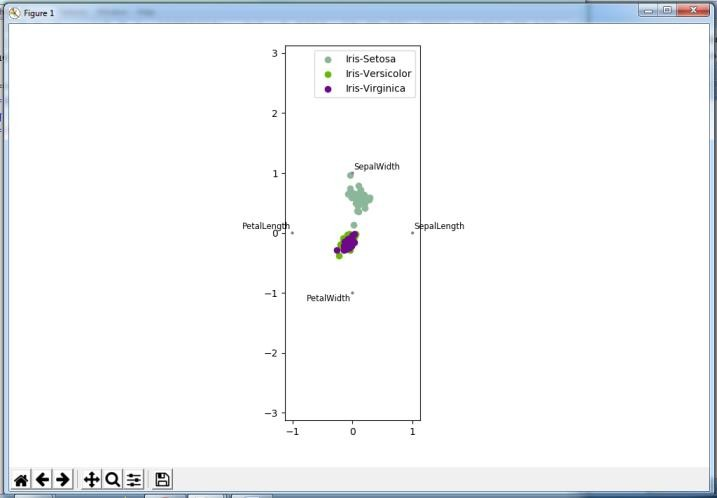 Figure 1
3
Iris-Setosa
Iris-Versicolor
Iris-Virginica
2
1
SepalWidth
PetalLength
0
SepalLength
−1
PetalWidth
−2
−3
−1 0 1